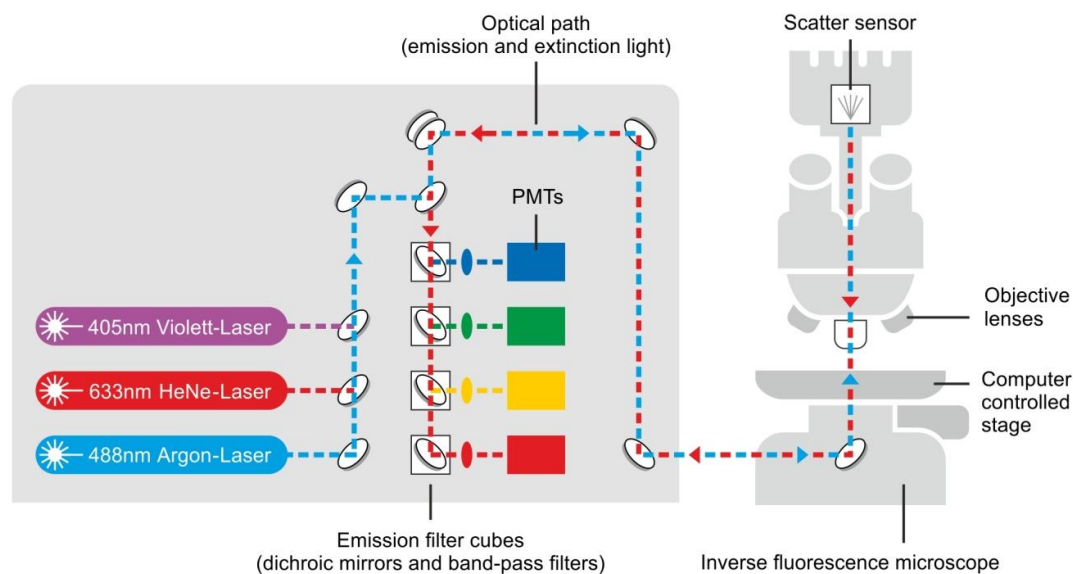 Optical path
(emission and extinction light)
Scatter sensor
PMTs
405nm Violett-Laser
633nm HeNe-Laser
488nm Argon-Laser
Objective
lenses
Computer
controlled
stage
Emission filter cubes
(dichroic mirrors and band-pass filters)
Inverse fluorescence microscope